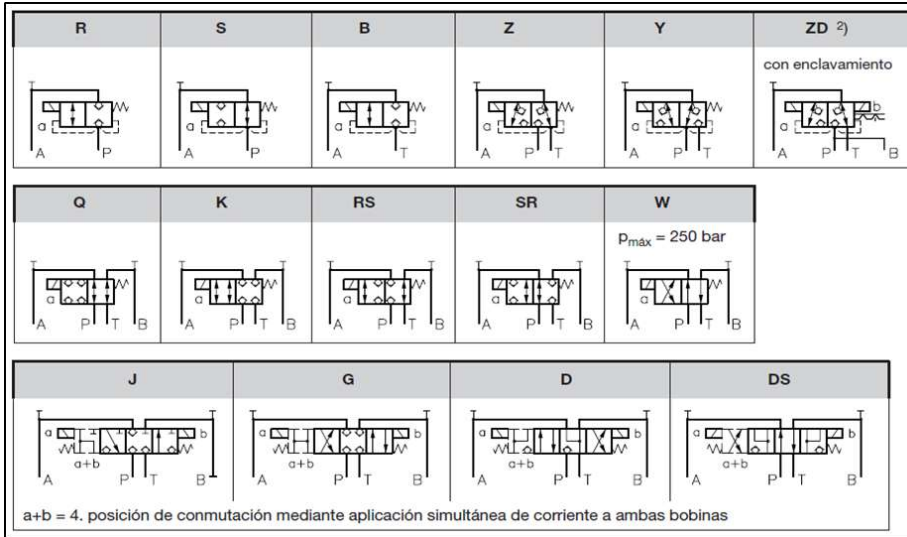 R S B Z Y ZD 2)
con enclavamiento
a a a a a b
A P A P A T A P T A P T A P T B
Q K RS SR W
pmáx = 250 bar
a a a a a
A P T B A P T B A P T B A P T B A P T B
J G D DS
a b a b a b a b
a+b a+b a+b a+b
A P T B A P T B A P T B A P T B
a+b = 4. posición de conmutación mediante aplicación simultánea de corriente a ambas bobinas